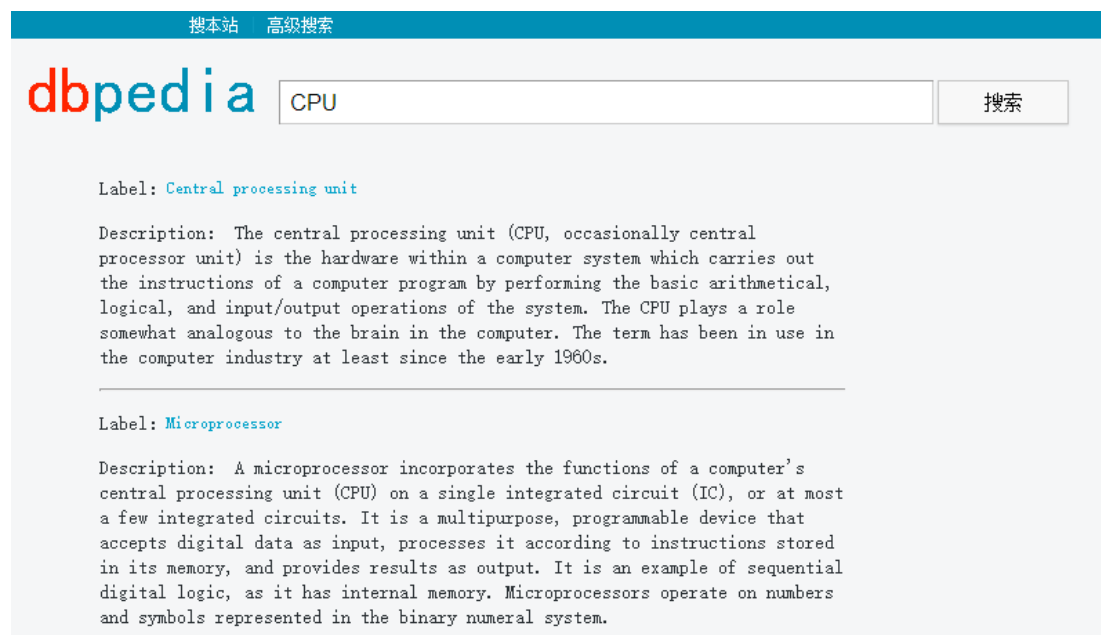 搜本站 高级搜索
dbpedia CPU 搜索
Label: Central processing unit
Description: The central processing unit (CPU, occasionally central
processor unit) is the hardware within a computer system which carries out
the instructions of a computer program by performing the basic arithmetical,
logical, and input/output operations of the system. The CPU plays a role
somewhat analogous to the brain in the computer. The term has been in use in
the computer industry at least since the early 1960s.
Label: Microprocessor
Description: A microprocessor incorporates the functions of a computer's
central processing unit (CPU) on a single integrated circuit (IC), or at most
a few integrated circuits. It is a multipurpose, programmable device that
accepts digital data as input, processes it according to instructions stored
in its memory, and provides results as output. It is an example of sequential
digital logic, as it has internal memory. Microprocessors operate on numbers
and symbols represented in the binary numeral system.